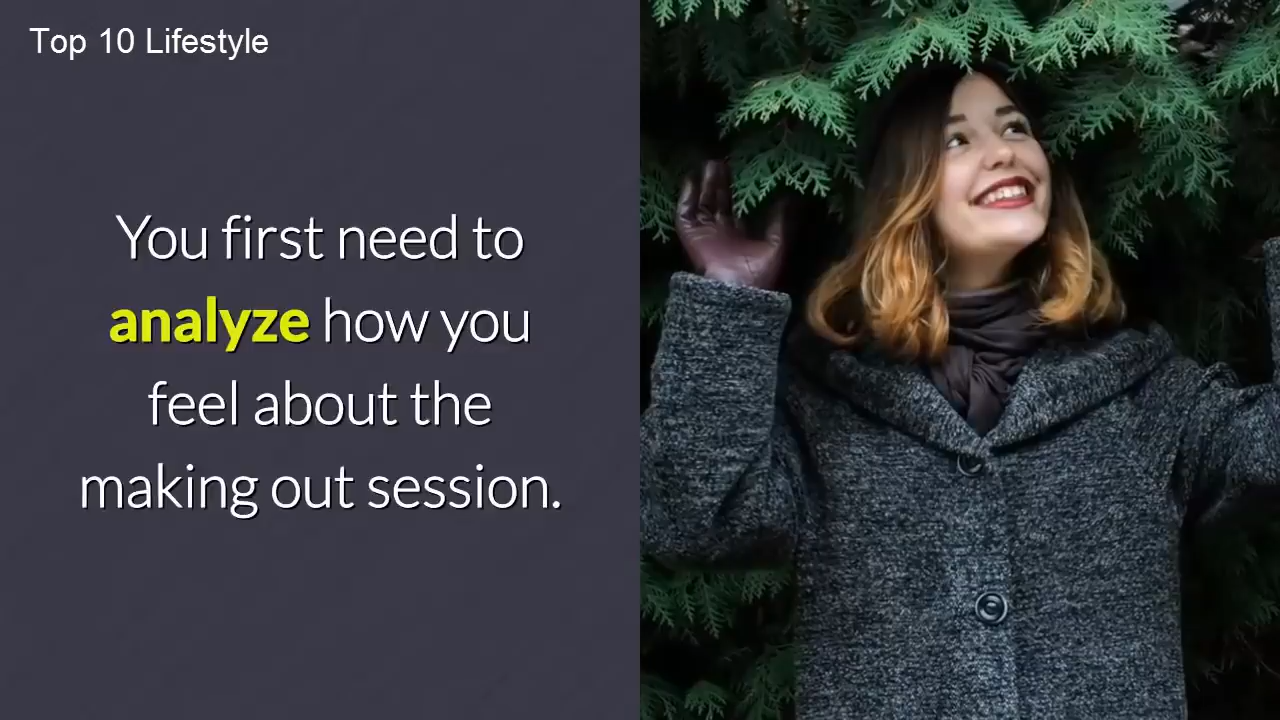 Top 10 Lifestyle
You first need to
analyze how you
feel about the
making out session.